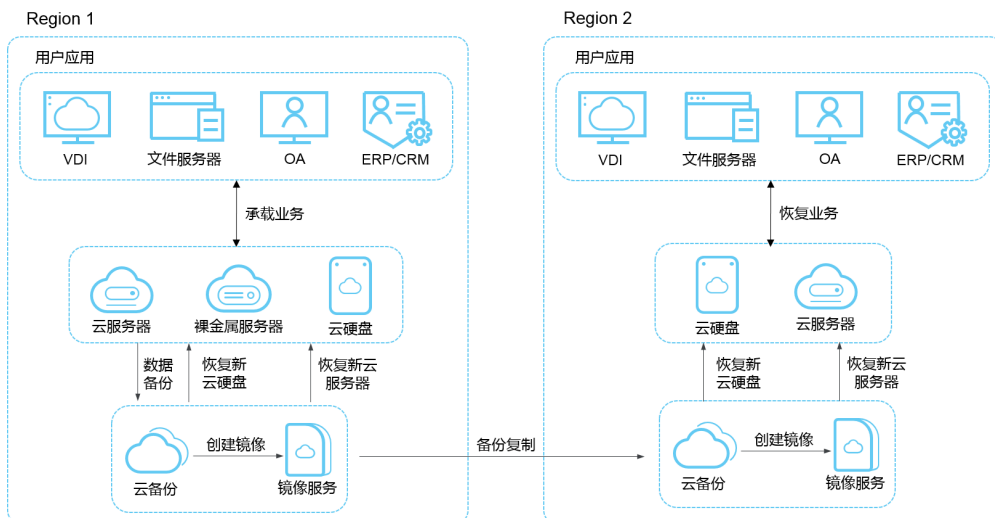 Region 1
用户应用
VDI
文件服务器
OA
ERP/CRM
承载业务
云服务器
裸金属服务器
云硬盘
数据
备份
恢复新
云硬盘
恢复新云
服务器
云备份
创建镜像
镜像服务
备份复制
Region 2
用户应用
VDI
文件服务器
OA
ERP/CRM
恢复业务
云硬盘
云服务器
恢复新
云硬盘
恢复新云
服务器
云备份
创建镜像
镜像服务